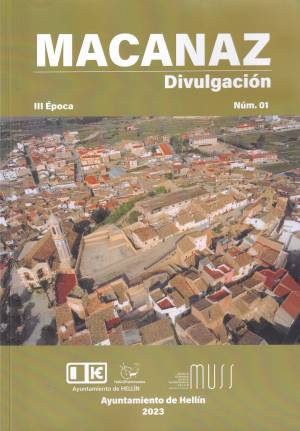 MACANAZ
Divulgación
III Época
Núm. 01
Ayuntamiento de HELLÍN
MUSS
Ayuntamiento de Hellín
2023